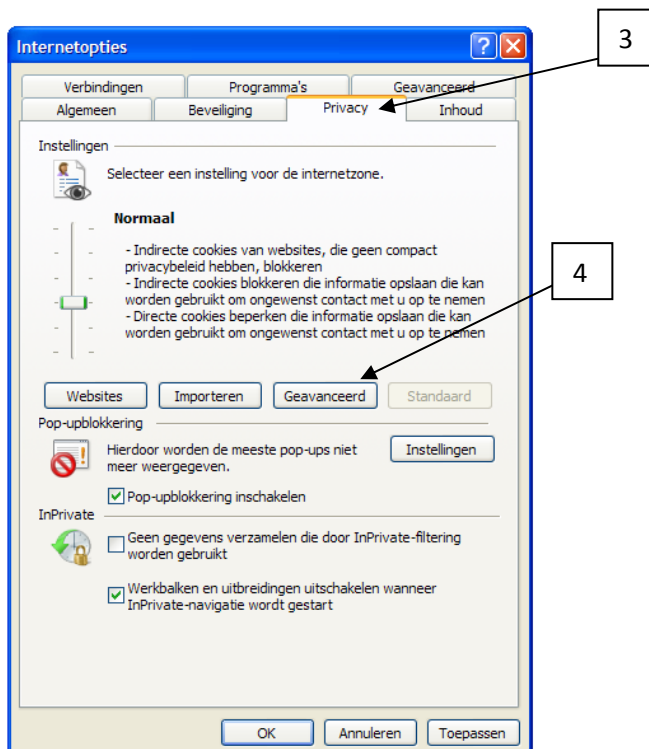 3
Internetopties
Verbindingen Programma's Geavanceerd
Algemeen Beveiliging Privacy Inhoud
Instellingen
Selecteer een instelling voor de internetzone.
Normaal
- Indirecte cookies van websites, die geen compact
privacybeleid hebben, blokkeren
- Indirecte cookies blokkeren die informatie opslaan die kan
worden gebruikt om ongewenst contact met u op te nemen
- Directe cookies beperken die informatie opslaan die kan
worden gebruikt om ongewenst contact met u op te nemen
4
Websites Importeren Geavanceerd Standaard
Pop-upblokkering
Hierdoor worden de meeste pop-ups niet
meer weergegeven.
Instellingen
Pop-upblokkering inschakelen
InPrivate
Geen gegevens verzamelen die door InPrivate-filtering
worden gebruikt
Werkbalken en uitbreidingen uitschakelen wanneer
InPrivate-navigatie wordt gestart
OK Annuleren Toepassen